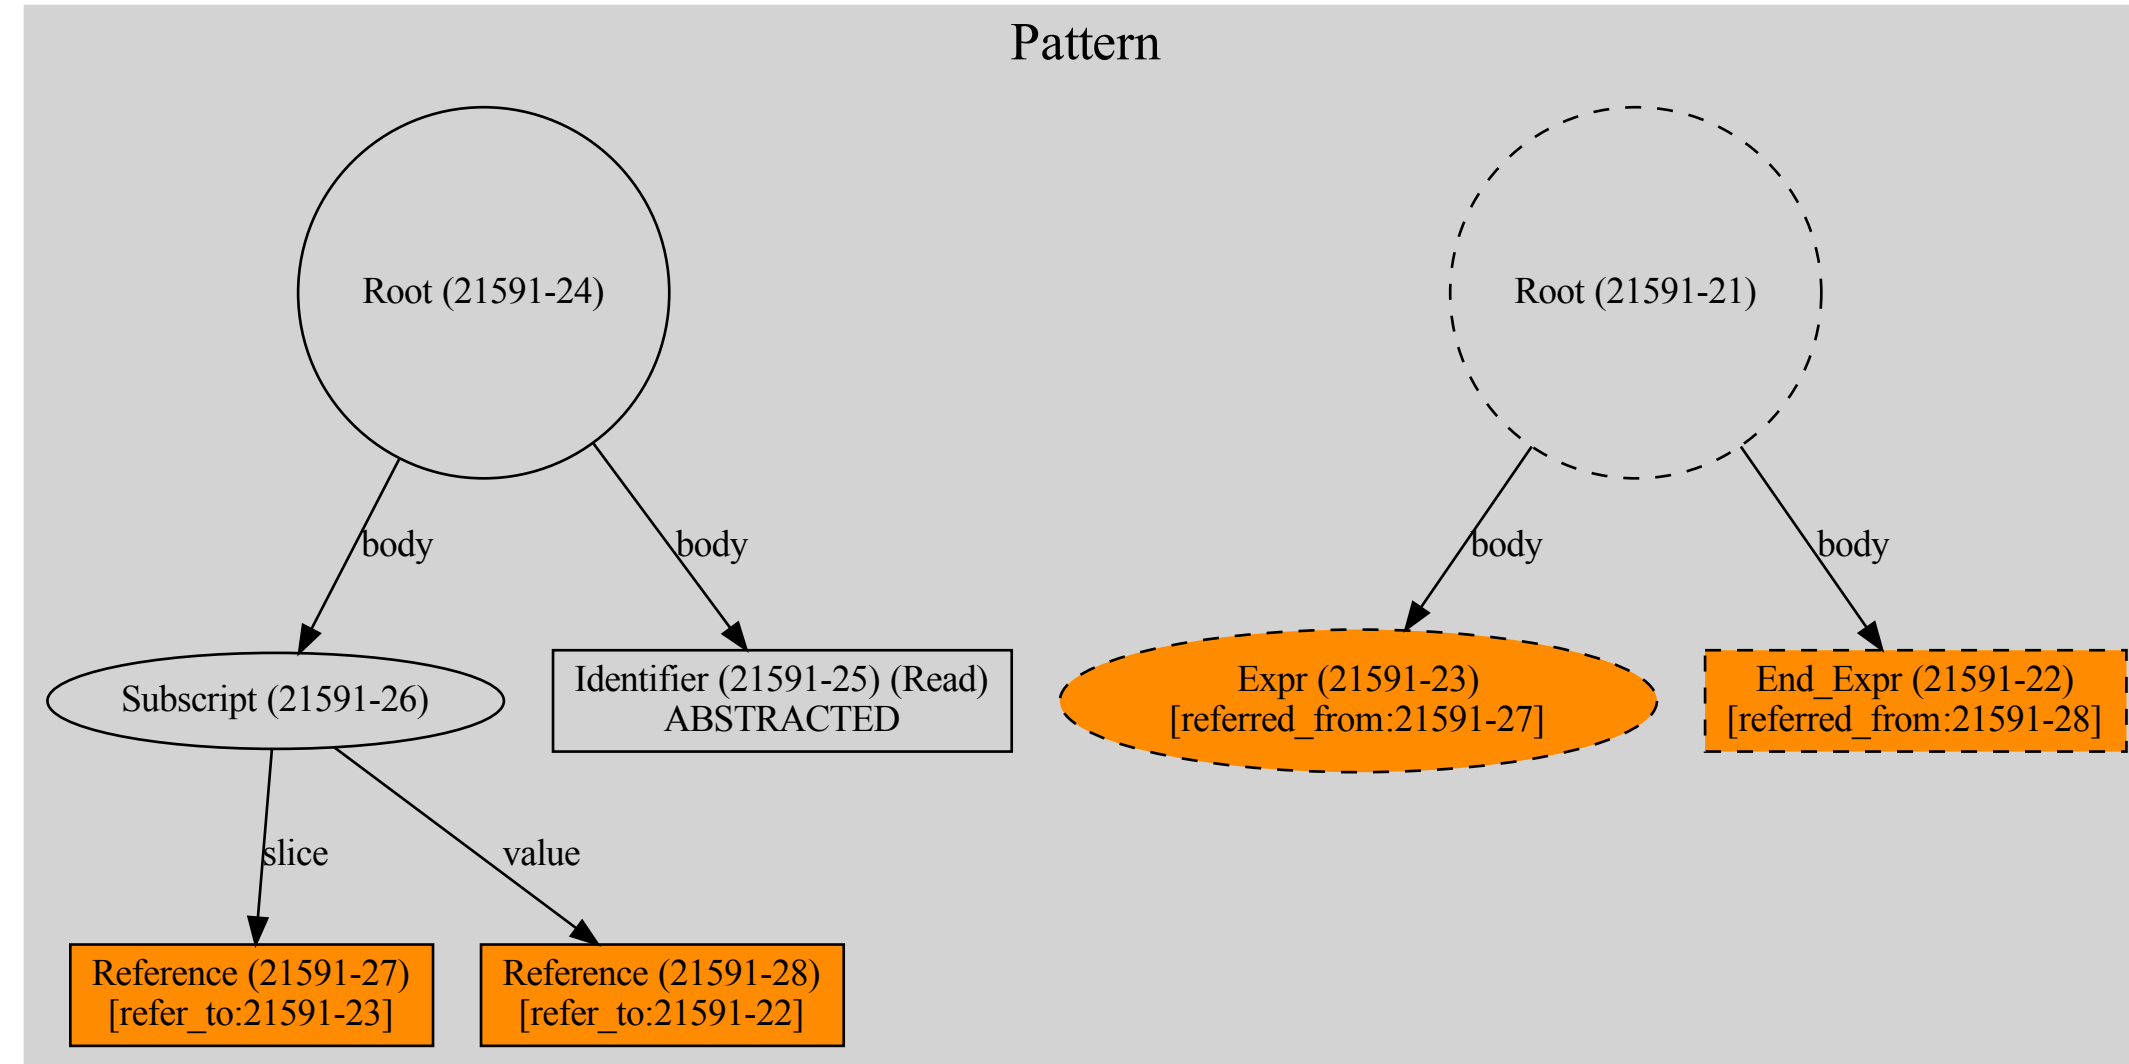 Pattern
Root (21591-24)
Root (21591-21)
body
body
body
body
Subscript (21591-26)
Identifier (21591-25) (Read)
ABSTRACTED
Expr (21591-23)
[referred_from:21591-27]
End_Expr (21591-22)
[referred_from:21591-28]
slice
value
Reference (21591-27)
[refer_to:21591-23]
Reference (21591-28)
[refer_to:21591-22]